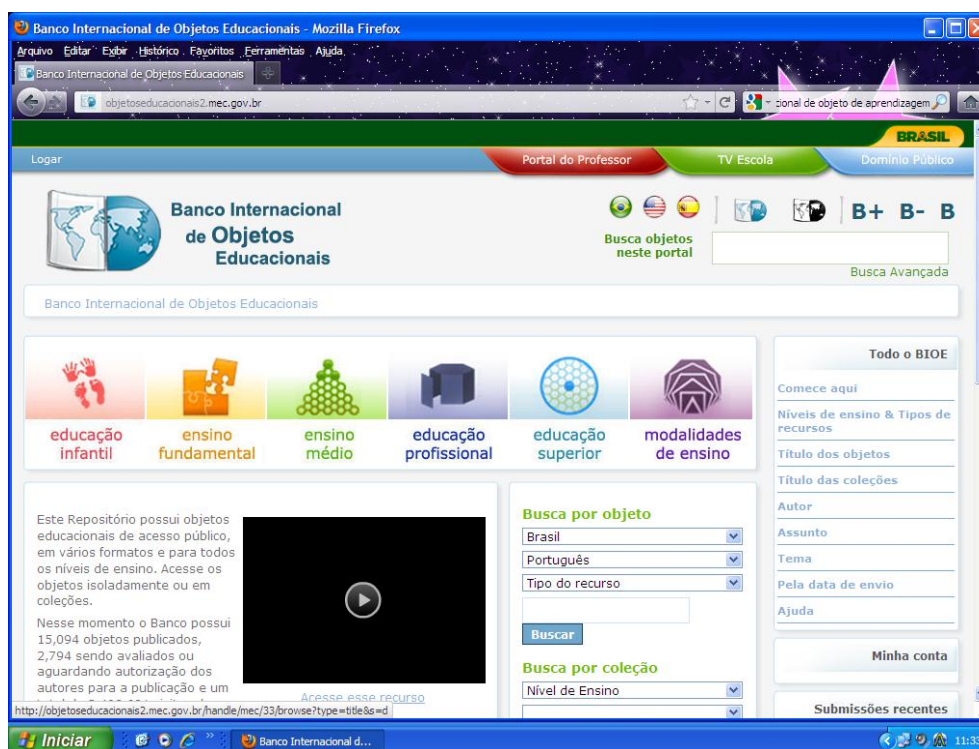 Banco Internacional de Objetos Educacionais - Mozilla Firefox
Arquivo Editar Exibir Histórico Favoritos Ferramentas Ajuda
Banco Internacional de Objetos Educacionais
objetoseducacionais2.mec.gov.br
cional de objeto de aprendizagem
BRASIL
Logar
Portal do Professor
TV Escola
Domínio Público
Banco Internacional
de Objetos
Educacionais
B+ B- B
Busca objetos
neste portal
Busca Avançada
Banco Internacional de Objetos Educacionais
educação
infantil
ensino
fundamental
ensino
médio
educação
profissional
educação
superior
modalidades
de ensino
Este Repositório possui objetos
educacionais de acesso público,
em vários formatos e para todos
os níveis de ensino. Acesse os
objetos isoladamente ou em
coleções.
Nesse momento o Banco possui
15,094 objetos publicados,
2,794 sendo avaliados ou
aguardando autorização dos
autores para a publicação e um
Acesse esse recurso
Busca por objeto
Brasil
Português
Tipo do recurso
Buscar
Busca por coleção
Nível de Ensino
Todo o BIOE
Comece aqui
Níveis de ensino & Tipos de
recursos
Título dos objetos
Título das coleções
Autor
Assunto
Tema
Pela data de envio
Ajuda
Minha conta
Submissões recentes
http://objetoseducacionais2.mec.gov.br/handle/mec/33/browse?type=title&s=d
Iniciar
Banco Internacional d...